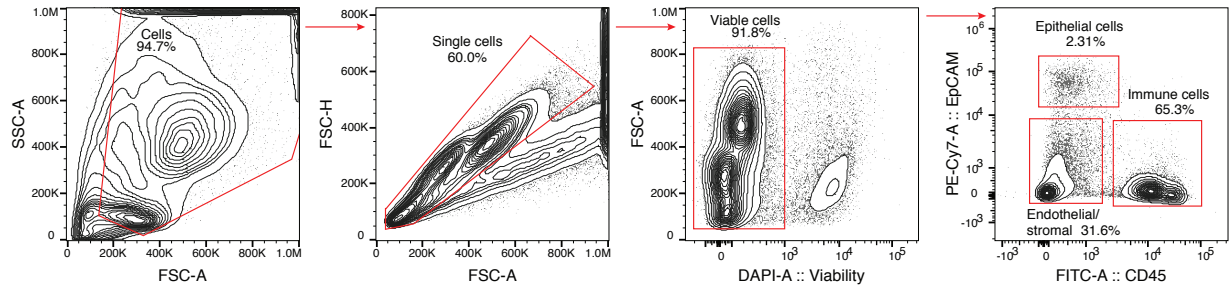 Cells
94.7%
1.0M
800K
600K
400K
200K
0
SSC-A
0
200K
400K
600K
800K
1.0M
FSC-A
Single cells
60.0%
800K
600K
400K
200K
0
FSC-H
0
200K
400K
600K
800K
1.0M
FSC-A
Viable cells
91.8%
1.0M
800K
600K
400K
200K
0
FSC-A
0
10³
10⁴
10⁵
DAPI-A :: Viability
Epithelial cells
2.31%
Immune cells
65.3%
Endothelial/
stromal 31.6%
10⁶
10⁵
10⁴
10³
0
-10³
PE-Cy7-A :: EpCAM
-10³
0
10³
10⁴
10⁵
FITC-A :: CD45